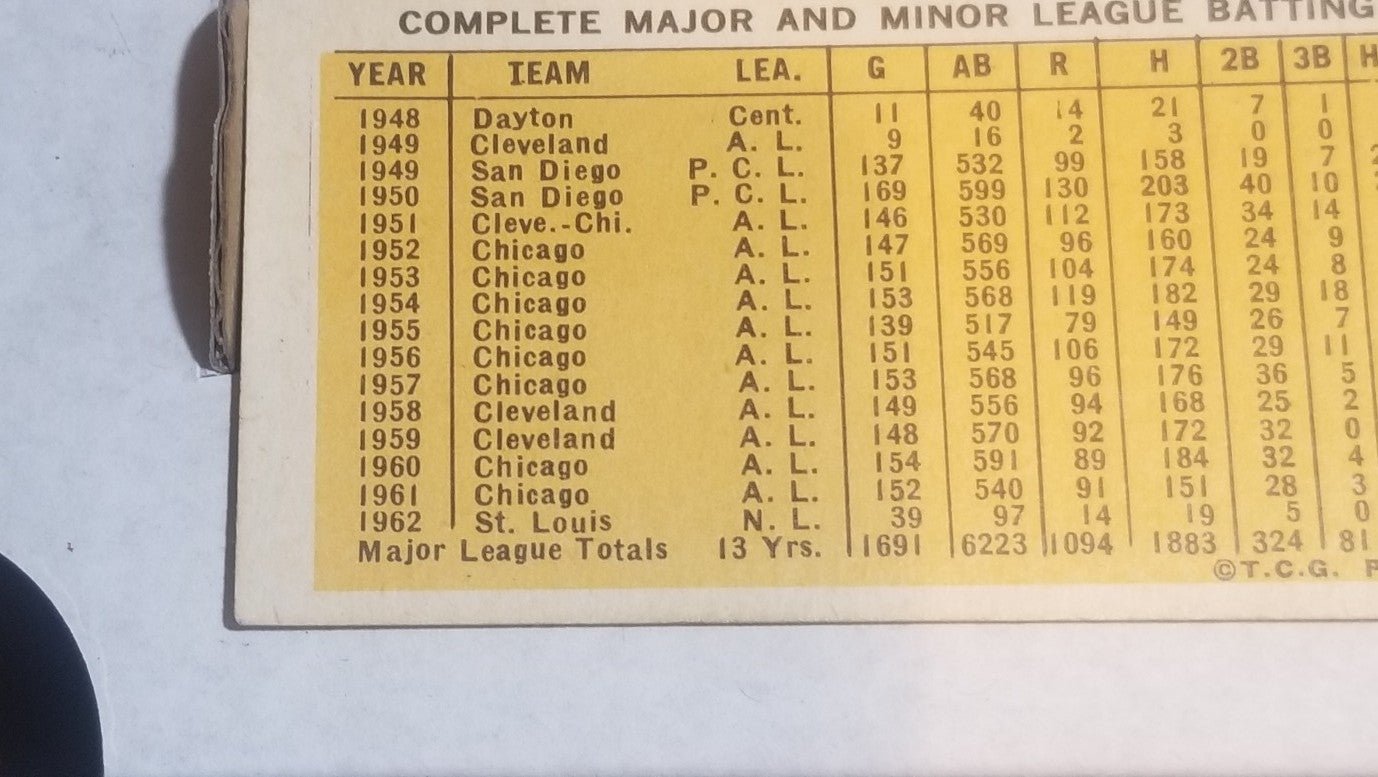 COMPLETE MAJOR AND MINOR LEAGUE BATTING
YEAR TEAM LEA. G AB R H 2B 3B H
1948 Dayton Cent. 11 40 14 21 7 1
1949 Cleveland A. L. 9 16 2 3 0 0
1949 San Diego P. C. L. 137 532 99 158 19 7 2
1950 San Diego P. C. L. 169 599 130 203 40 10
1951 Cleve.-Chi. A. L. 146 530 112 173 34 14
1952 Chicago A. L. 147 569 96 160 24 9
1953 Chicago A. L. 151 556 104 174 24 8
1954 Chicago A. L. 153 568 119 182 29 18
1955 Chicago A. L. 139 517 79 149 26 7
1956 Chicago A. L. 151 545 106 172 29 11
1957 Chicago A. L. 153 568 96 176 36 5
1958 Cleveland A. L. 149 556 94 168 25 2
1959 Cleveland A. L. 148 570 92 172 32 0
1960 Chicago A. L. 154 591 89 184 32 4
1961 Chicago A. L. 152 540 91 151 28 3
1962 St. Louis N. L. 39 97 14 19 5 0
Major League Totals 13 Yrs. 1691 6223 1094 1883 324 81
©T.C.G. P